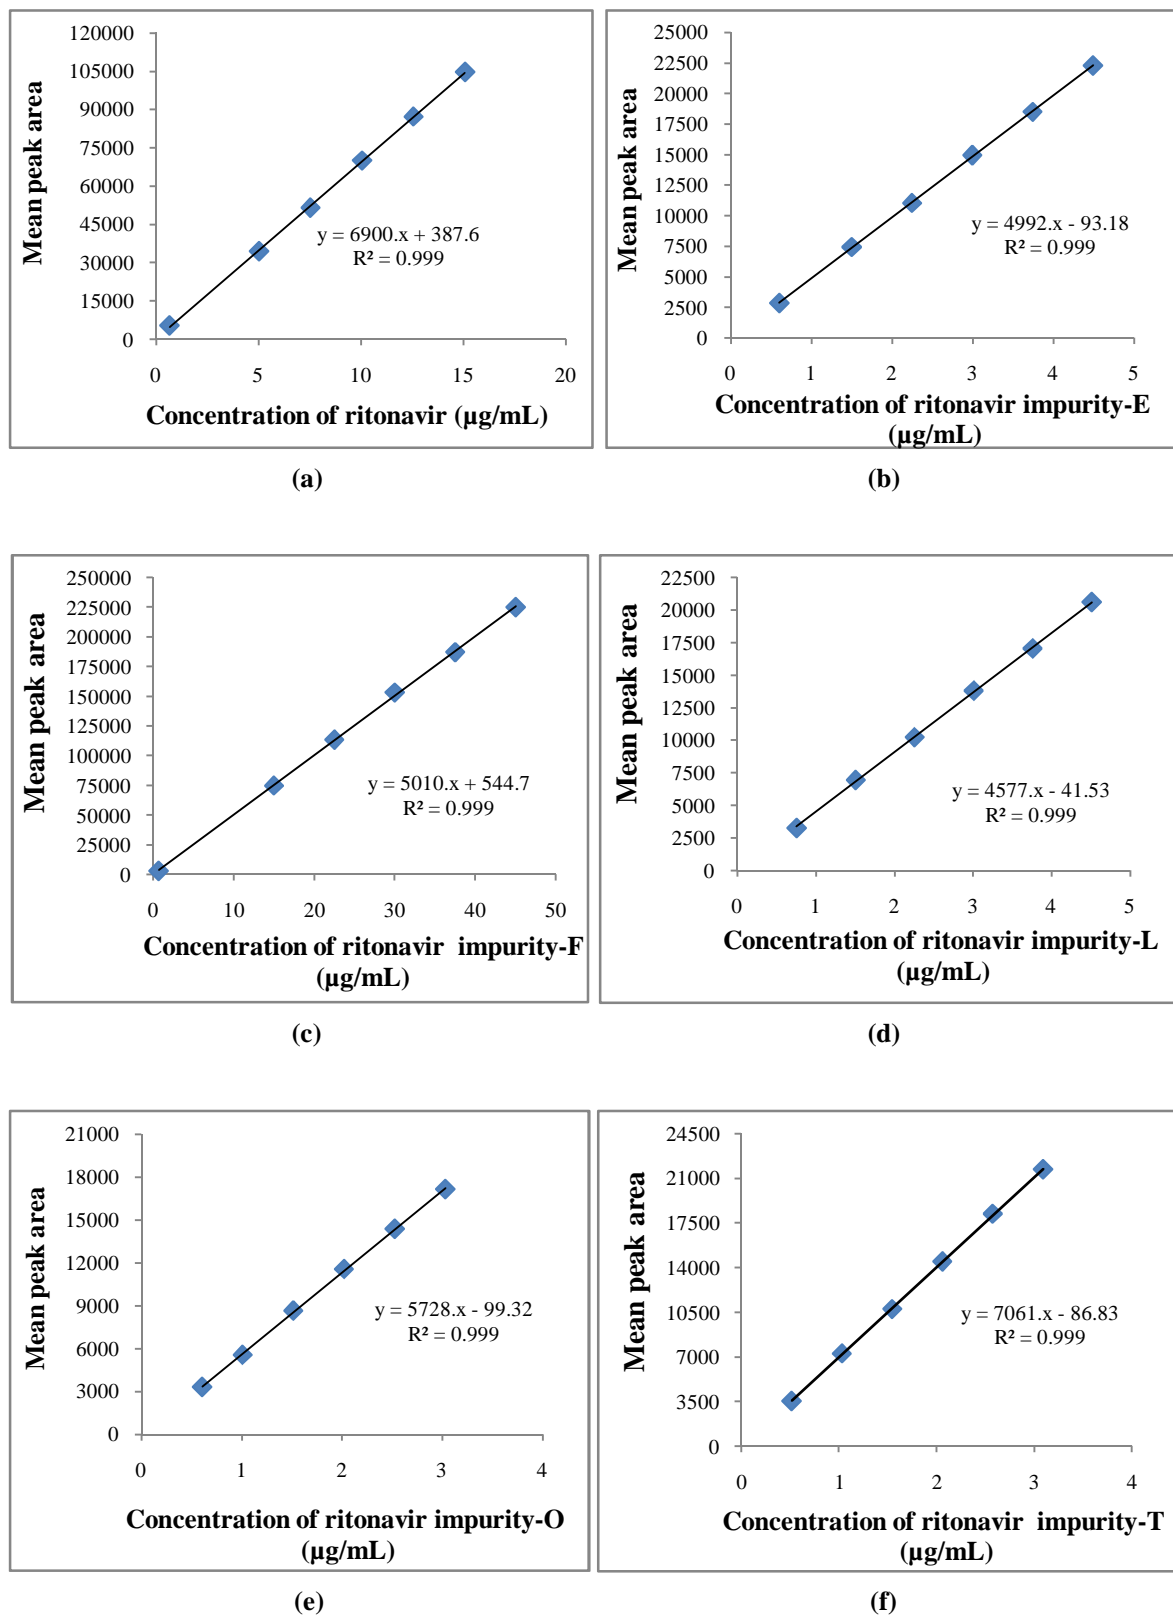 120000
105000
90000
75000
60000
45000
30000
15000
0
Mean peak area
y = 6900.x + 387.6
R² = 0.999
0 5 10 15 20
Concentration of ritonavir (µg/mL)
(a)
25000
22500
20000
17500
15000
12500
10000
7500
5000
2500
0
Mean peak area
y = 4992.x - 93.18
R² = 0.999
0 1 2 3 4 5
Concentration of ritonavir impurity-E
(µg/mL)
(b)
250000
225000
200000
175000
150000
125000
100000
75000
50000
25000
0
Mean peak area
y = 5010.x + 544.7
R² = 0.999
0 10 20 30 40 50
Concentration of ritonavir impurity-F
(µg/mL)
(c)
22500
20000
17500
15000
12500
10000
7500
5000
2500
0
Mean peak area
y = 4577.x - 41.53
R² = 0.999
0 1 2 3 4 5
Concentration of ritonavir impurity-L
(µg/mL)
(d)
21000
18000
15000
12000
9000
6000
3000
0
Mean peak area
y = 5728.x - 99.32
R² = 0.999
0 1 2 3 4
Concentration of ritonavir impurity-O
(µg/mL)
(e)
24500
21000
17500
14000
10500
7000
3500
0
Mean peak area
y = 7061.x - 86.83
R² = 0.999
0 1 2 3 4
Concentration of ritonavir impurity-T
(µg/mL)
(f)